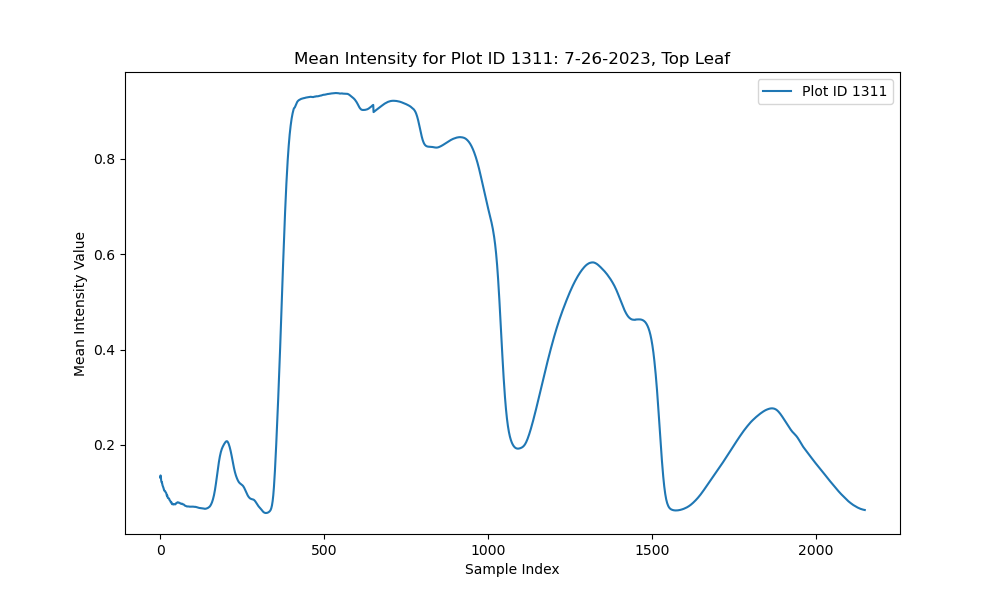 Mean Intensity for Plot ID 1311: 7-26-2023, Top Leaf
Plot ID 1311
0.8
0.6
0.4
0.2
Mean Intensity Value
0 500 1000 1500 2000
Sample Index